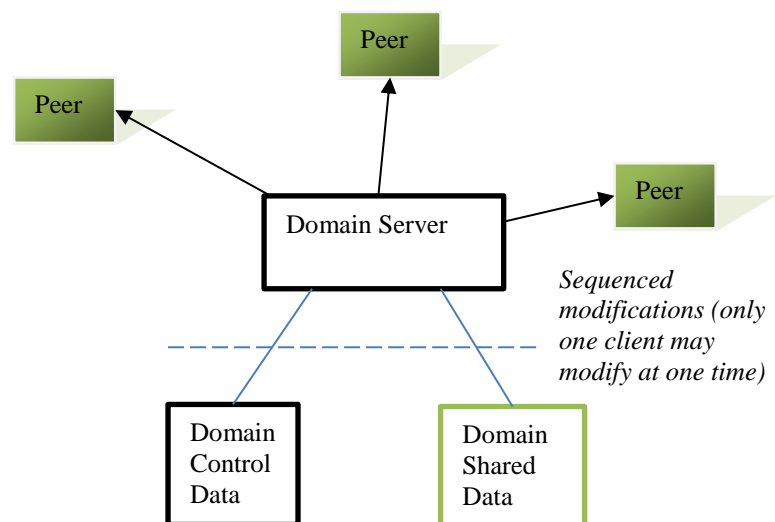 Peer
Peer
Peer
Domain Server
Sequenced
modifications (only
one client may
modify at one time)
Domain
Control
Data
Domain
Shared
Data